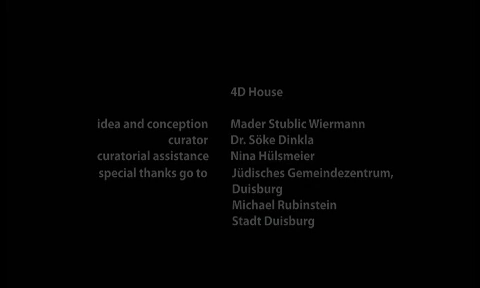 4D House
idea and conception Mader Stublic Wiermann
curator Dr. Söke Dinkla
curatorial assistance Nina Hülsmeier
special thanks go to Jüdisches Gemeindezentrum,
Duisburg
Michael Rubinstein
Stadt Duisburg